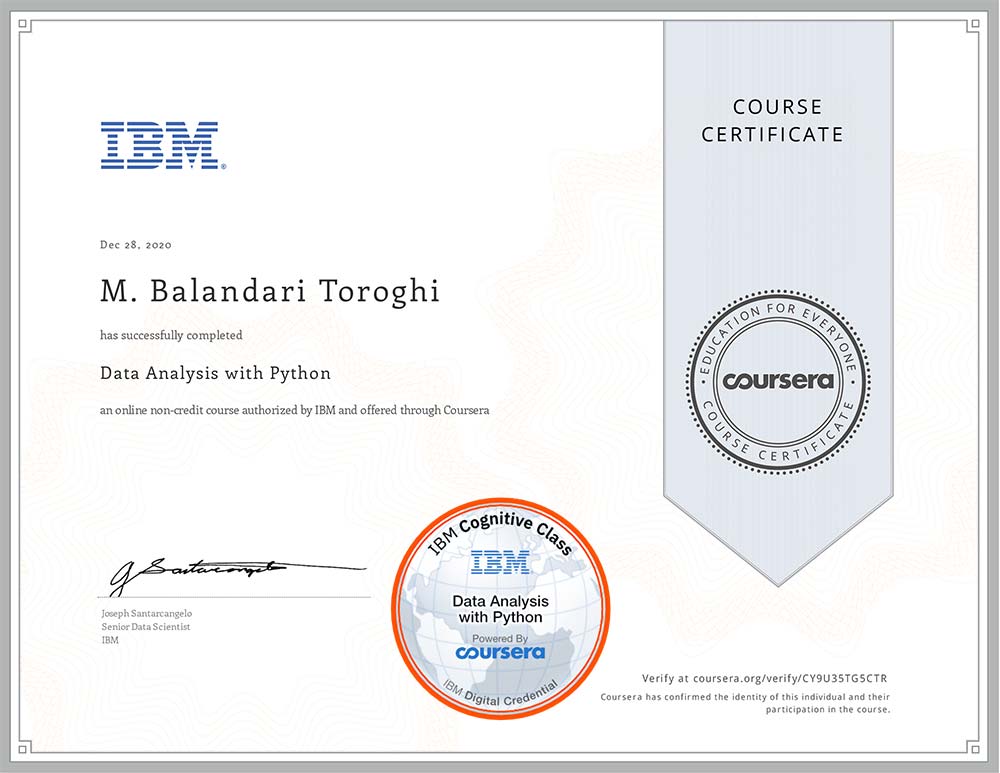 COURSE
CERTIFICATE
IBM®
Dec 28, 2020
M. Balandari Toroghi
has successfully completed
Data Analysis with Python
an online non-credit course authorized by IBM and offered through Coursera
EDUCATION FOR EVERYONE
coursera
COURSE CERTIFICATE
IBM Cognitive Class
IBM
Data Analysis
with Python
Powered By
coursera
IBM Digital Credential
J Santarcangelo
Joseph Santarcangelo
Senior Data Scientist
IBM
Verify at coursera.org/verify/CY9U35TG5CTR
Coursera has confirmed the identity of this individual and their
participation in the course.